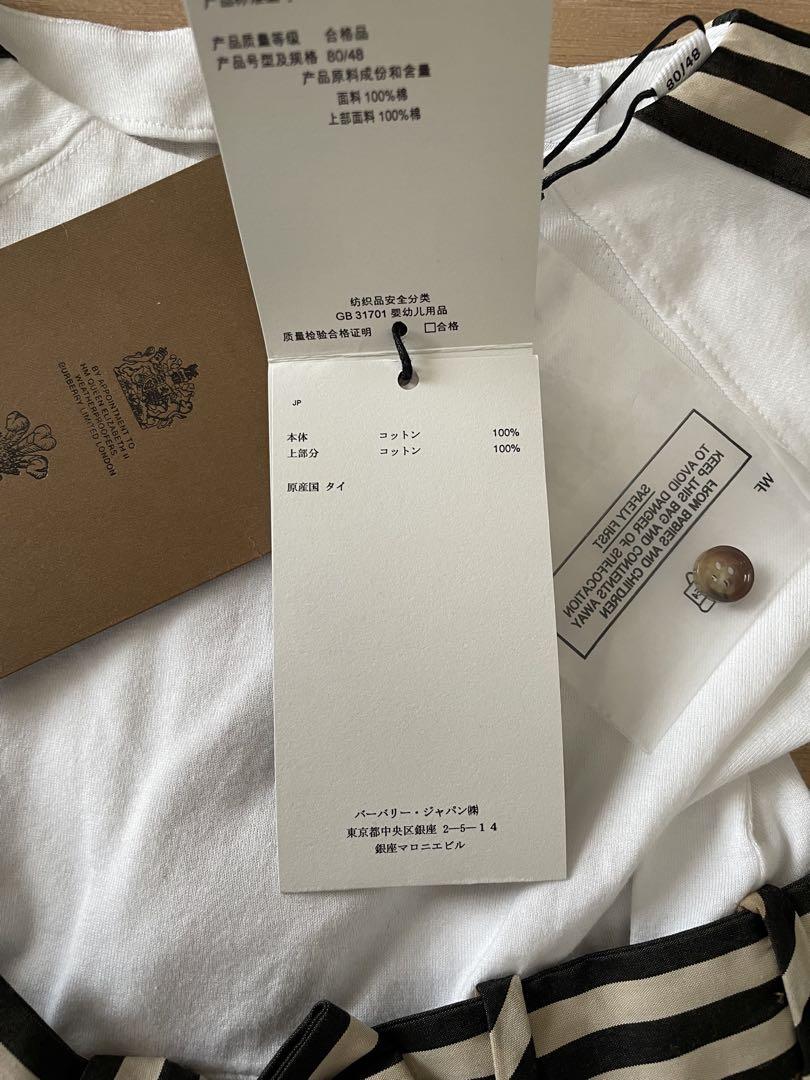 产品质量等级 合格品
产品号型及规格 80/48
产品原料成份和含量
面料 100%棉
上部面料 100%棉
纺织品安全分类
GB 31701 婴幼儿用品
质量检验合格证明 □合格
80/48
BY APPOINTMENT TO
HM QUEEN ELIZABETH II
WEATHERPROOFERS
BURBERRY LIMITED LONDON
JP
本体 コットン 100%
上部分 コットン 100%
原産国 タイ
バーバリー・ジャパン㈱
東京都中央区銀座 2—5—14
銀座マロニエビル
WF
SAFETY FIRST
TO AVOID DANGER OF SUFFOCATION
KEEP THIS BAG AND CONTENTS AWAY
FROM BABIES AND CHILDREN